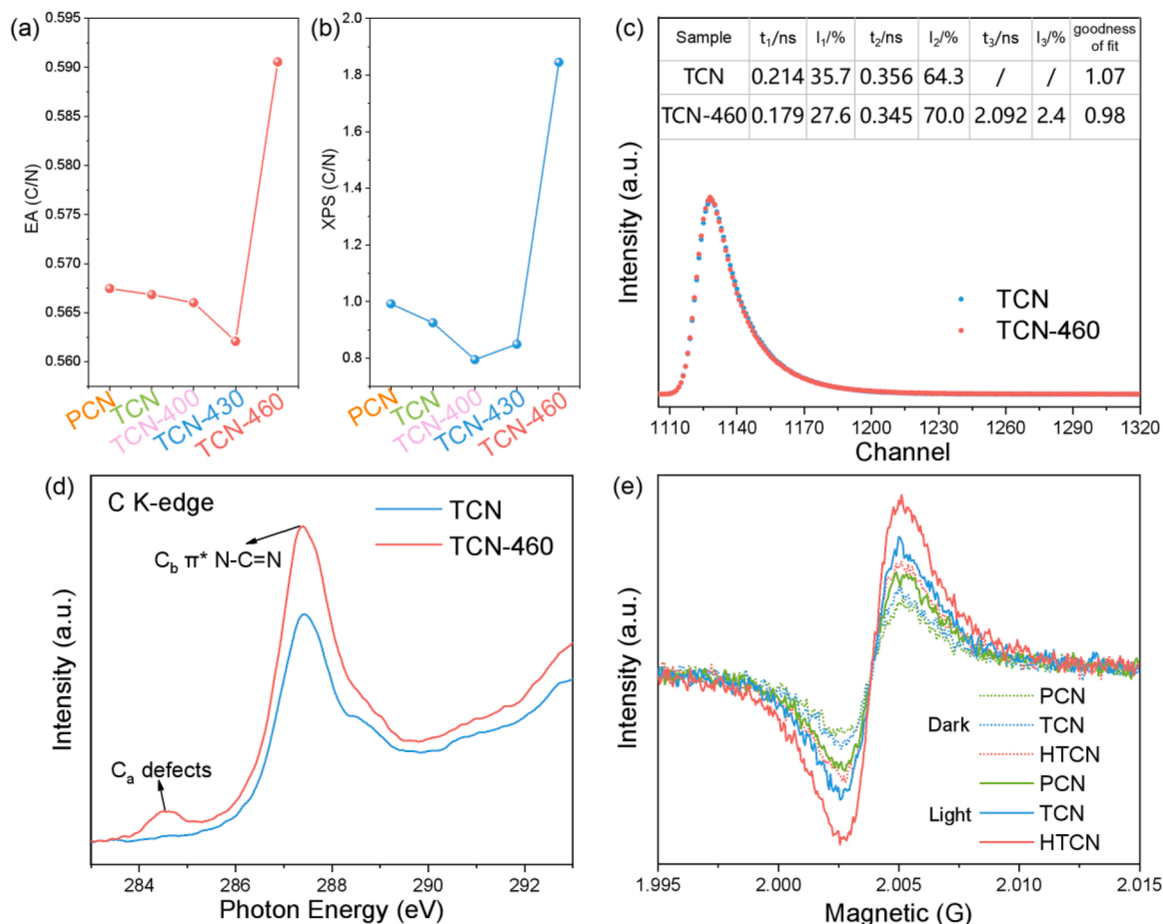 (a)
EA (C/N)
0.595
0.590
0.585
0.580
0.575
0.570
0.565
0.560
PCN
TCN
TCN-400
TCN-430
TCN-460
(b)
XPS (C/N)
2.0
1.8
1.6
1.4
1.2
1.0
0.8
PCN
TCN
TCN-400
TCN-430
TCN-460
(c)
Sample t₁/ns I₁/% t₂/ns I₂/% t₃/ns I₃/% goodness of fit
TCN 0.214 35.7 0.356 64.3 / / 1.07
TCN-460 0.179 27.6 0.345 70.0 2.092 2.4 0.98
Intensity (a.u.)
TCN
TCN-460
1110 1140 1170 1200 1230 1260 1290 1320
Channel
(d)
C K-edge
TCN
TCN-460
C_b π* N-C=N
C_a defects
Intensity (a.u.)
284 286 288 290 292
Photon Energy (eV)
(e)
Intensity (a.u.)
Dark
PCN
TCN
HTCN
Light
PCN
TCN
HTCN
1.995 2.000 2.005 2.010 2.015
Magnetic (G)